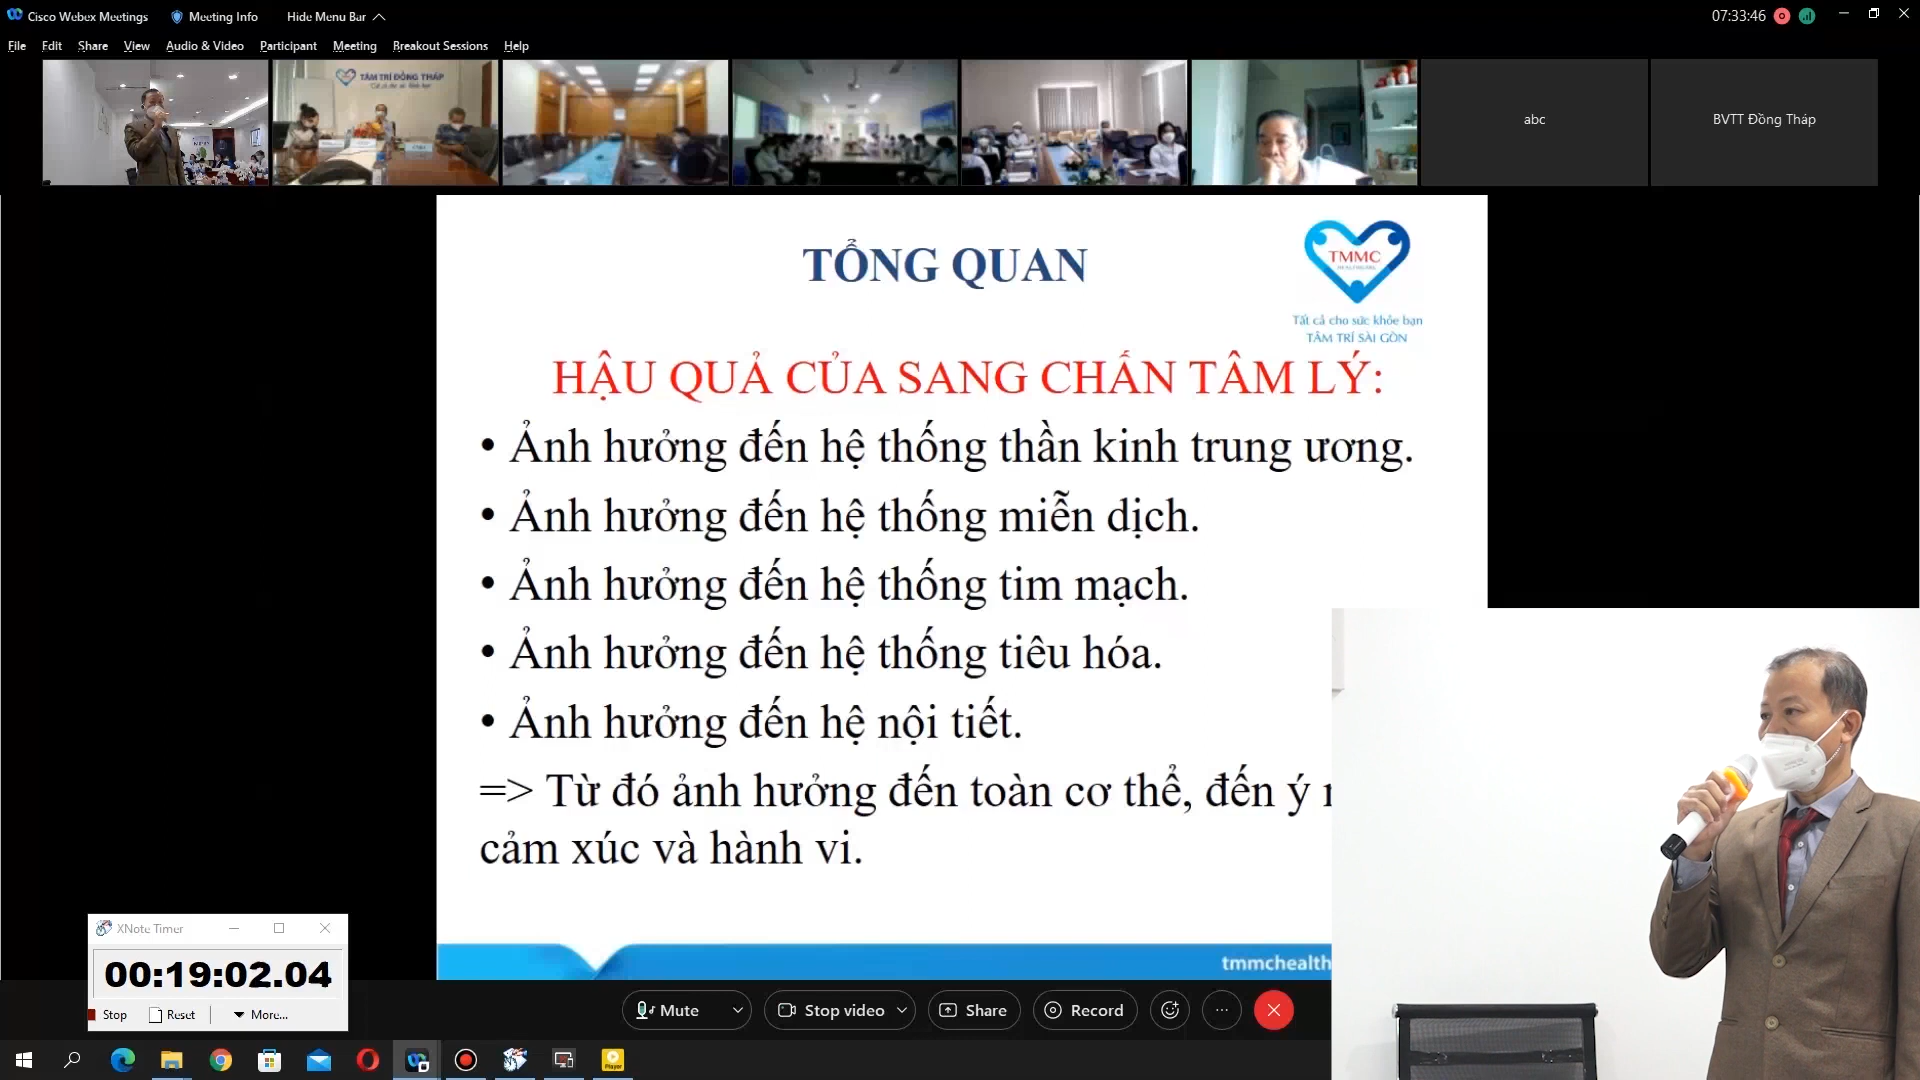 Cisco Webex Meetings
Meeting Info
Hide Menu Bar
07:33:46
File Edit Share View Audio & Video Participant Meeting Breakout Sessions Help
TÂM TRÍ ĐỒNG THÁP
abc
BVTT Đồng Tháp
TỔNG QUAN
TMMC
Tất cả cho sức khỏe bạn
TÂM TRÍ SÀI GÒN
HẬU QUẢ CỦA SANG CHẤN TÂM LÝ:
• Ảnh hưởng đến hệ thống thần kinh trung ương.
• Ảnh hưởng đến hệ thống miễn dịch.
• Ảnh hưởng đến hệ thống tim mạch.
• Ảnh hưởng đến hệ thống tiêu hóa.
• Ảnh hưởng đến hệ nội tiết.
=> Từ đó ảnh hưởng đến toàn cơ thể, đến ý
cảm xúc và hành vi.
tmmchealth
XNote Timer
00:19:02.04
Stop Reset More...
Mute
Stop video
Share
Record
Player